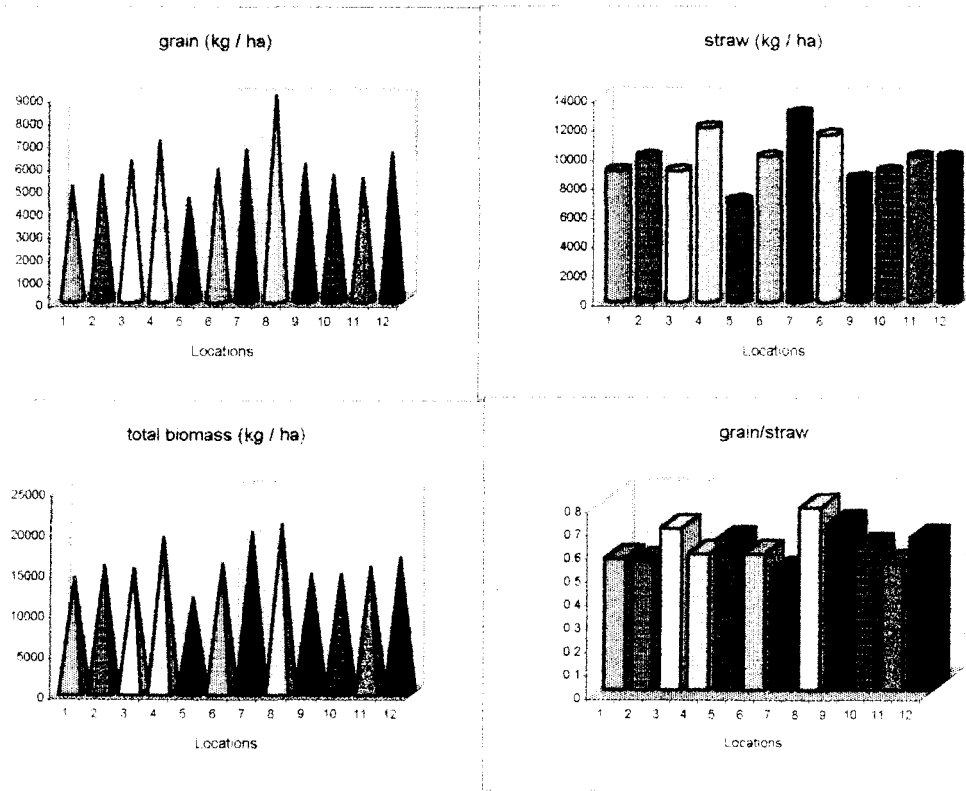 grain (kg / ha)
9000
8000
7000
6000
5000
4000
3000
2000
1000
0
1 2 3 4 5 6 7 8 9 10 11 12
Locations
straw (kg / ha)
14000
12000
10000
8000
6000
4000
2000
0
1 2 3 4 5 6 7 8 9 10 11 12
Locations
total biomass (kg / ha)
25000
20000
15000
10000
5000
0
1 2 3 4 5 6 7 8 9 10 11 12
Locations
grain/straw
0.8
0.7
0.6
0.5
0.4
0.3
0.2
0.1
0
1 2 3 4 5 6 7 8 9 10 11 12
Locations